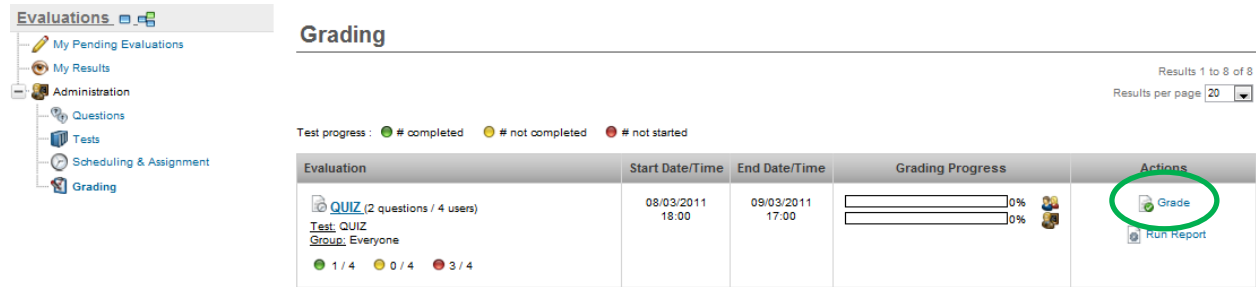 Evaluations
My Pending Evaluations
My Results
Administration
Questions
Tests
Scheduling & Assignment
Grading
Grading
Results 1 to 8 of 8
Results per page 20
Test progress : # completed # not completed # not started
Evaluation Start Date/Time End Date/Time Grading Progress Actions
QUIZ (2 questions / 4 users)
Test: QUIZ
Group: Everyone
1 / 4 0 / 4 3 / 4
08/03/2011
18:00
09/03/2011
17:00
0%
0%
Grade
Run Report